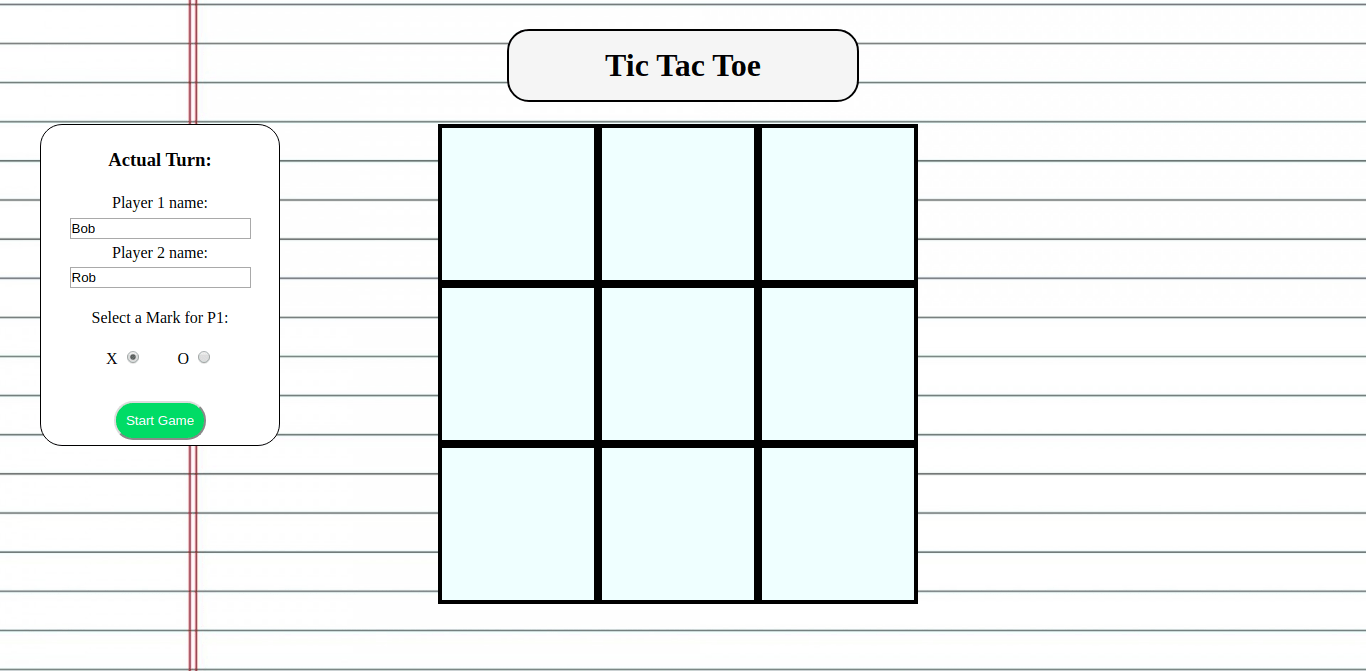 Tic Tac Toe
Actual Turn:
Player 1 name:
Bob
Player 2 name:
Rob
Select a Mark for P1:
X O
Start Game